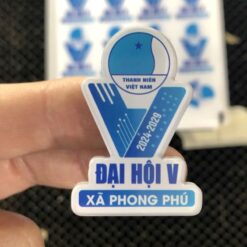 THANH NIÊN
VIỆT NAM
2024-2029
ĐẠI HỘI V
XÃ PHONG PHÚ